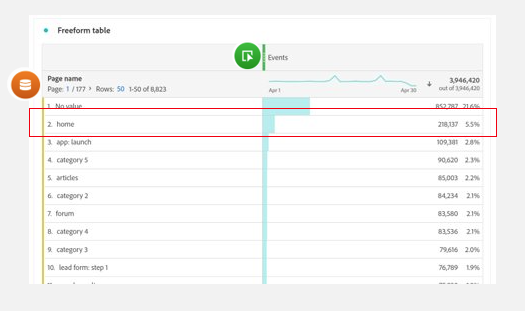 Freeform table
Events
Page name
Page: 1 / 177 > Rows: 50 1-50 of 8,823
Apr 1
Apr 30
3,946,420
out of 3,946,420
1. No value 852,787 21.6%
2. home 218,137 5.5%
3. app: launch 109,381 2.8%
4. category 5 90,620 2.3%
5. articles 85,003 2.2%
6. category 2 84,234 2.1%
7. forum 83,580 2.1%
8. category 4 83,536 2.1%
9. category 3 79,616 2.0%
10. lead form: step 1 76,789 1.9%